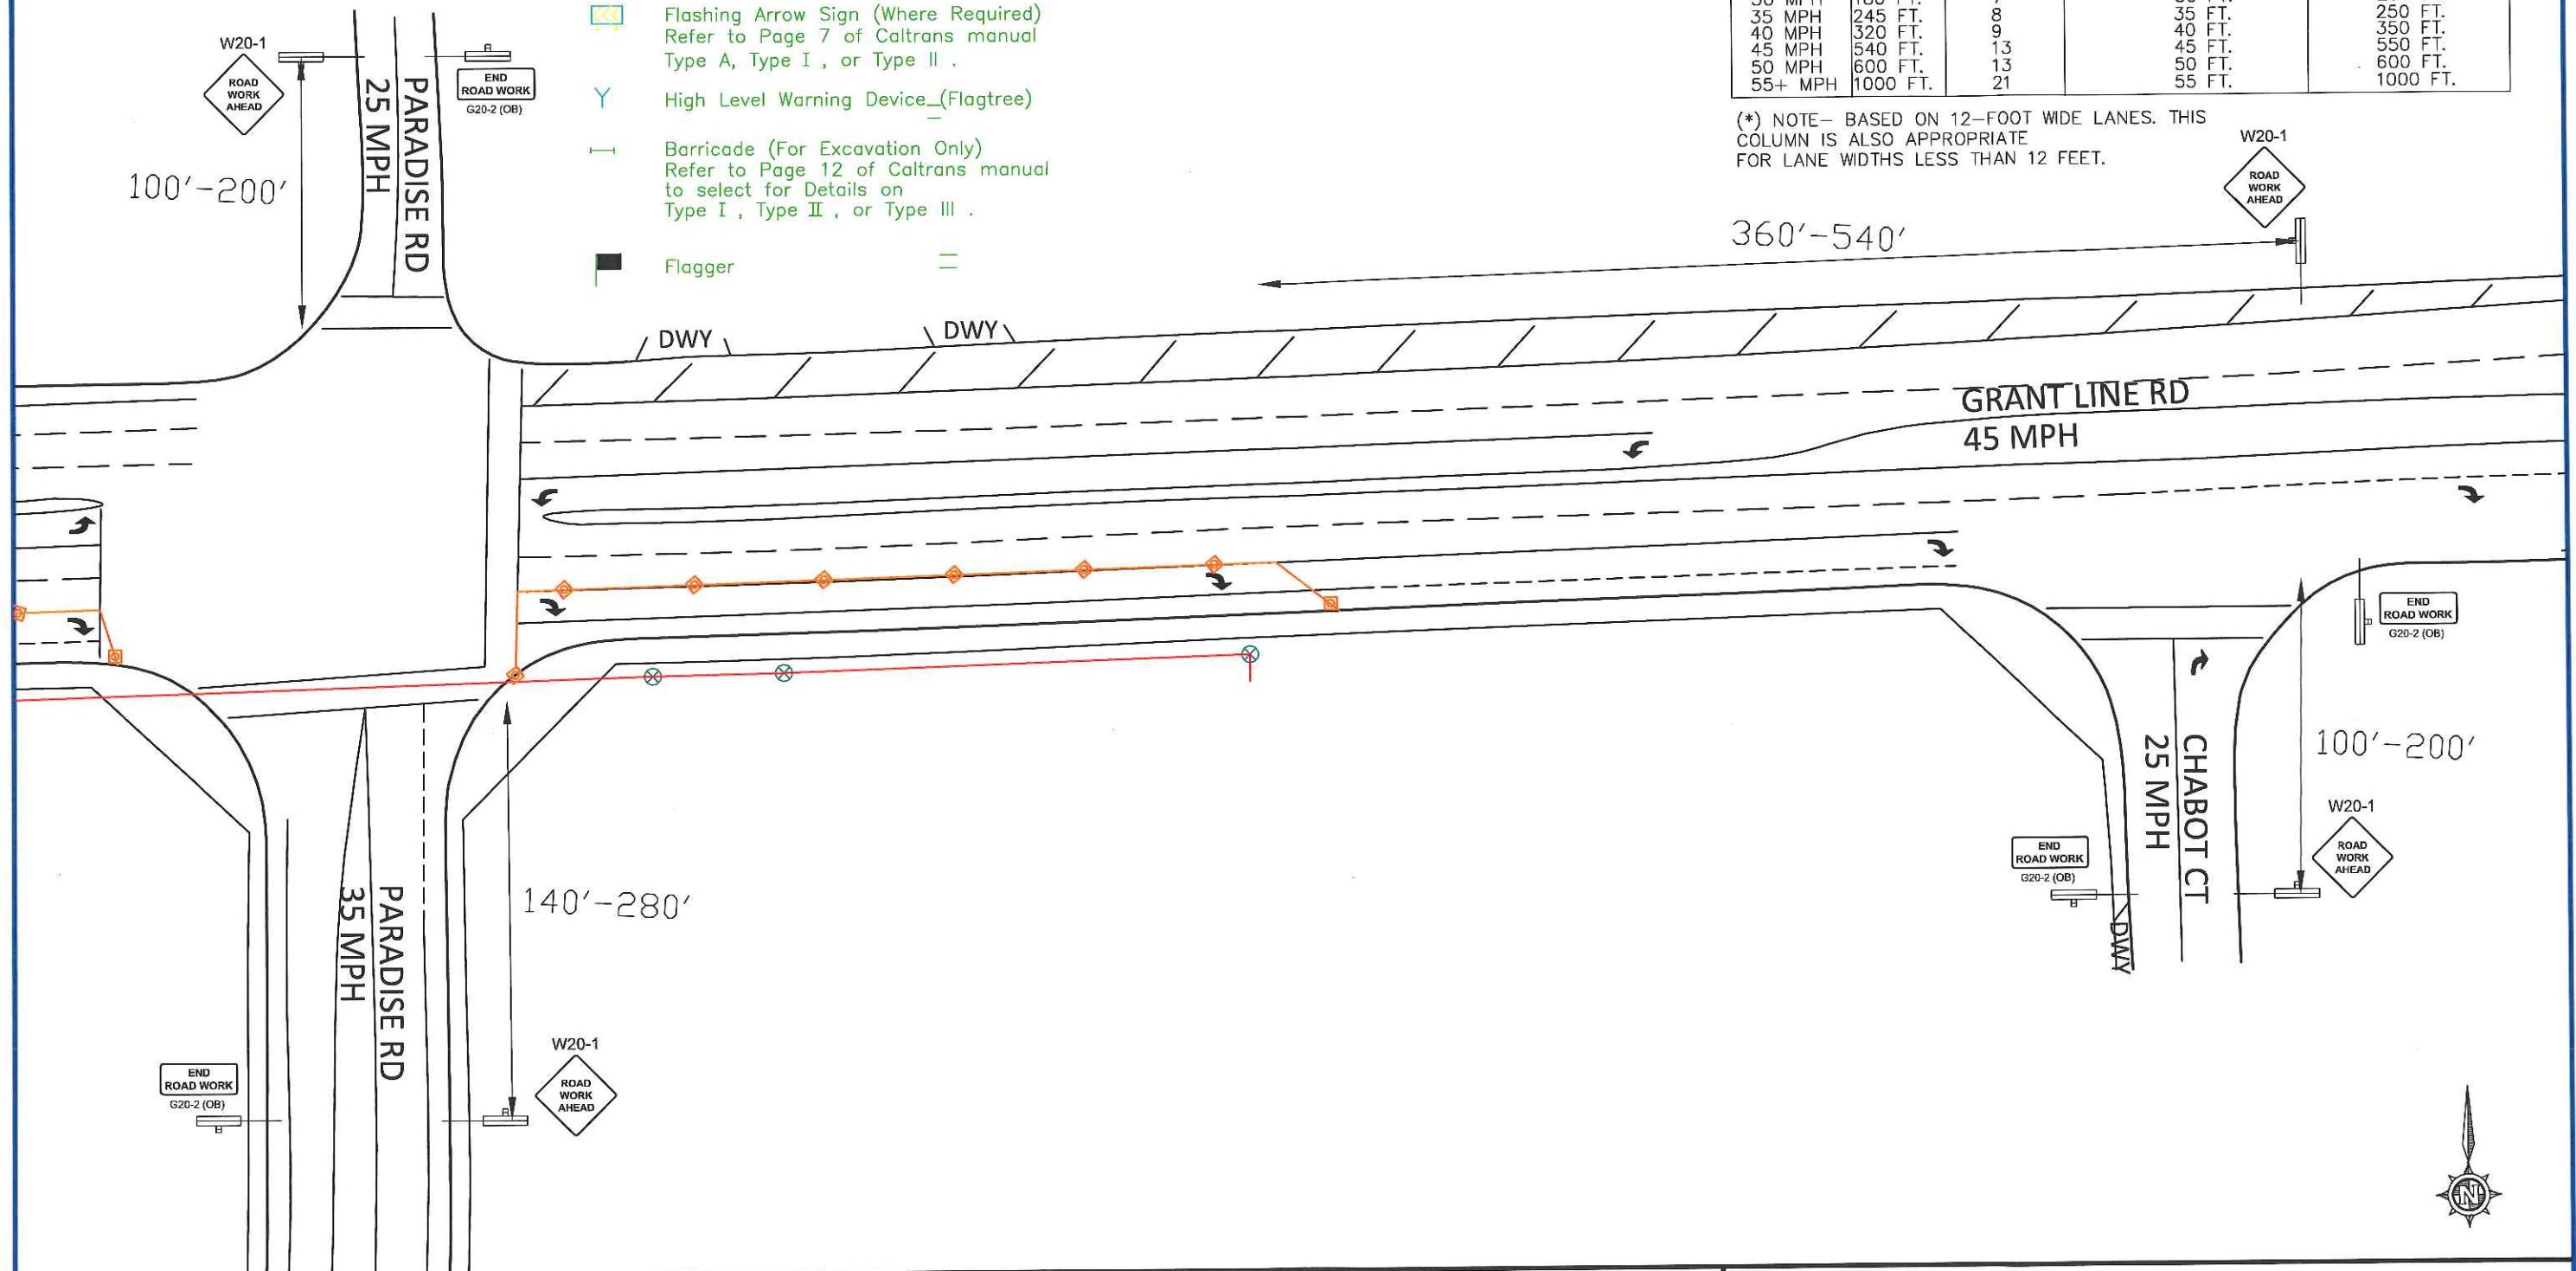 Flashing Arrow Sign (Where Required)
Refer to Page 7 of Caltrans manual
Type A, Type I , or Type II .
High Level Warning Device (Flagtree)
Barricade (For Excavation Only)
Refer to Page 12 of Caltrans manual
to select for Details on
Type I , Type II , or Type III .
Flagger
35 MPH 245 FT. 8 35 FT. 250 FT.
40 MPH 320 FT. 9 40 FT. 350 FT.
45 MPH 540 FT. 13 45 FT. 550 FT.
50 MPH 600 FT. 13 50 FT. 600 FT.
55+ MPH 1000 FT. 21 55 FT. 1000 FT.
(*) NOTE- BASED ON 12-FOOT WIDE LANES. THIS
COLUMN IS ALSO APPROPRIATE
FOR LANE WIDTHS LESS THAN 12 FEET.
W20-1
ROAD
WORK
AHEAD
END
ROAD WORK
G20-2 (OB)
PARADISE RD
25 MPH
100'-200'
W20-1
ROAD
WORK
AHEAD
360'-540'
DWY
DWY
GRANT LINE RD
45 MPH
END
ROAD WORK
G20-2 (OB)
100'-200'
CHABOT CT
25 MPH
W20-1
ROAD
WORK
AHEAD
END
ROAD WORK
G20-2 (OB)
DWY
140'-280'
PARADISE RD
35 MPH
W20-1
ROAD
WORK
AHEAD
END
ROAD WORK
G20-2 (OB)
N